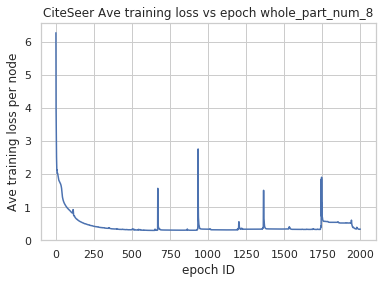 CiteSeer Ave training loss vs epoch whole_part_num_8
Ave training loss per node
6
5
4
3
2
1
0
0 250 500 750 1000 1250 1500 1750 2000
epoch ID